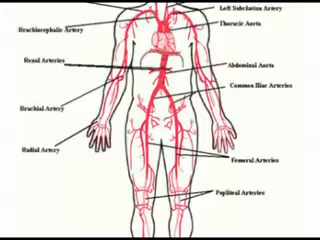 Left Subclavian Artery
Brachiocephalic Artery
Thoracic Aorta
Renal Arteries
Abdominal Aorta
Common Iliac Arteries
Brachial Artery
Radial Artery
Femoral Arteries
Popliteal Arteries